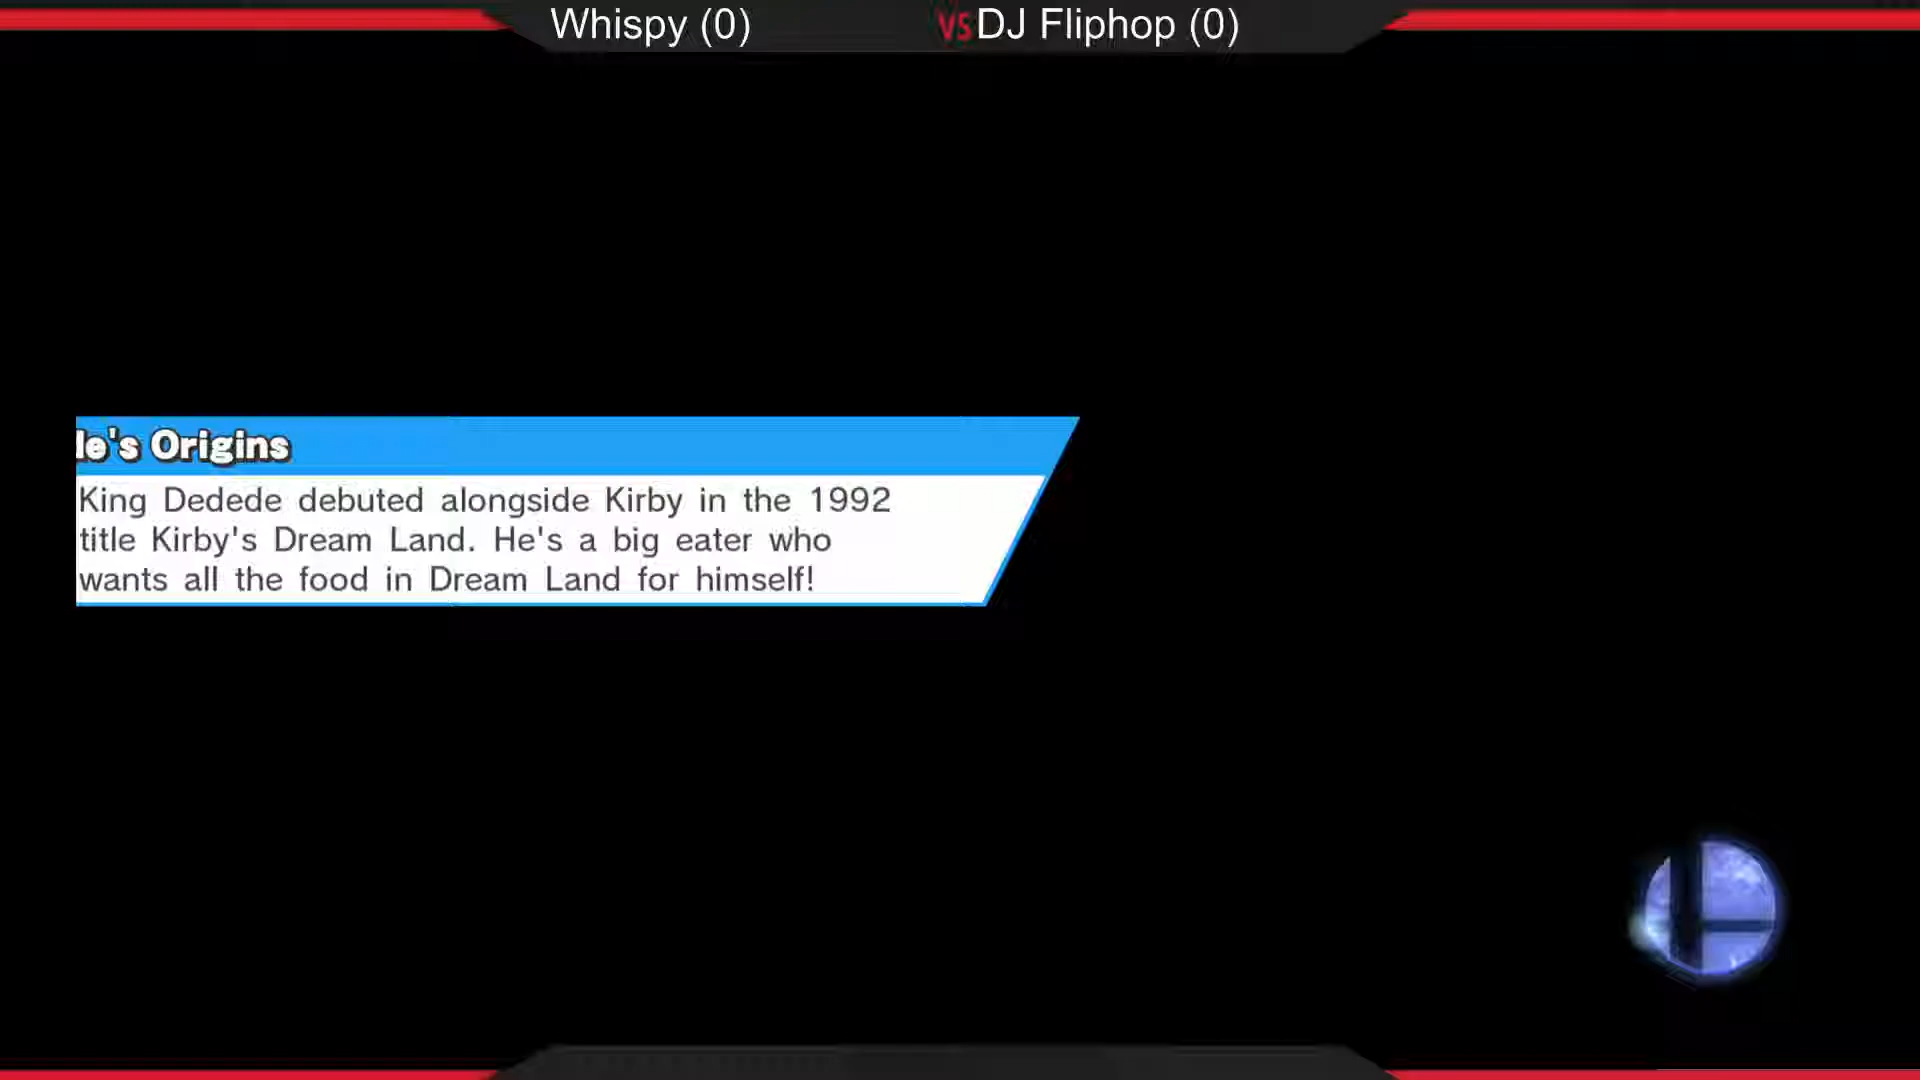 Whispy (0) VS DJ Fliphop (0)
le's Origins
King Dedede debuted alongside Kirby in the 1992
title Kirby's Dream Land. He's a big eater who
wants all the food in Dream Land for himself!